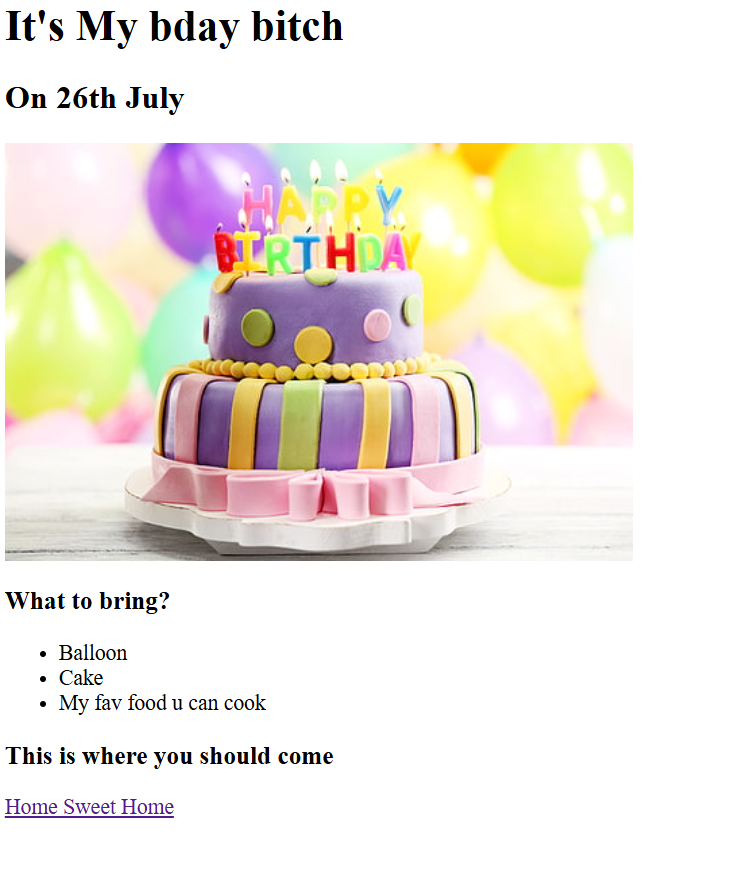 It's My bday bitch
On 26th July
HAPPY
BIRTHDAY
What to bring?
Balloon
Cake
My fav food u can cook
This is where you should come
Home Sweet Home